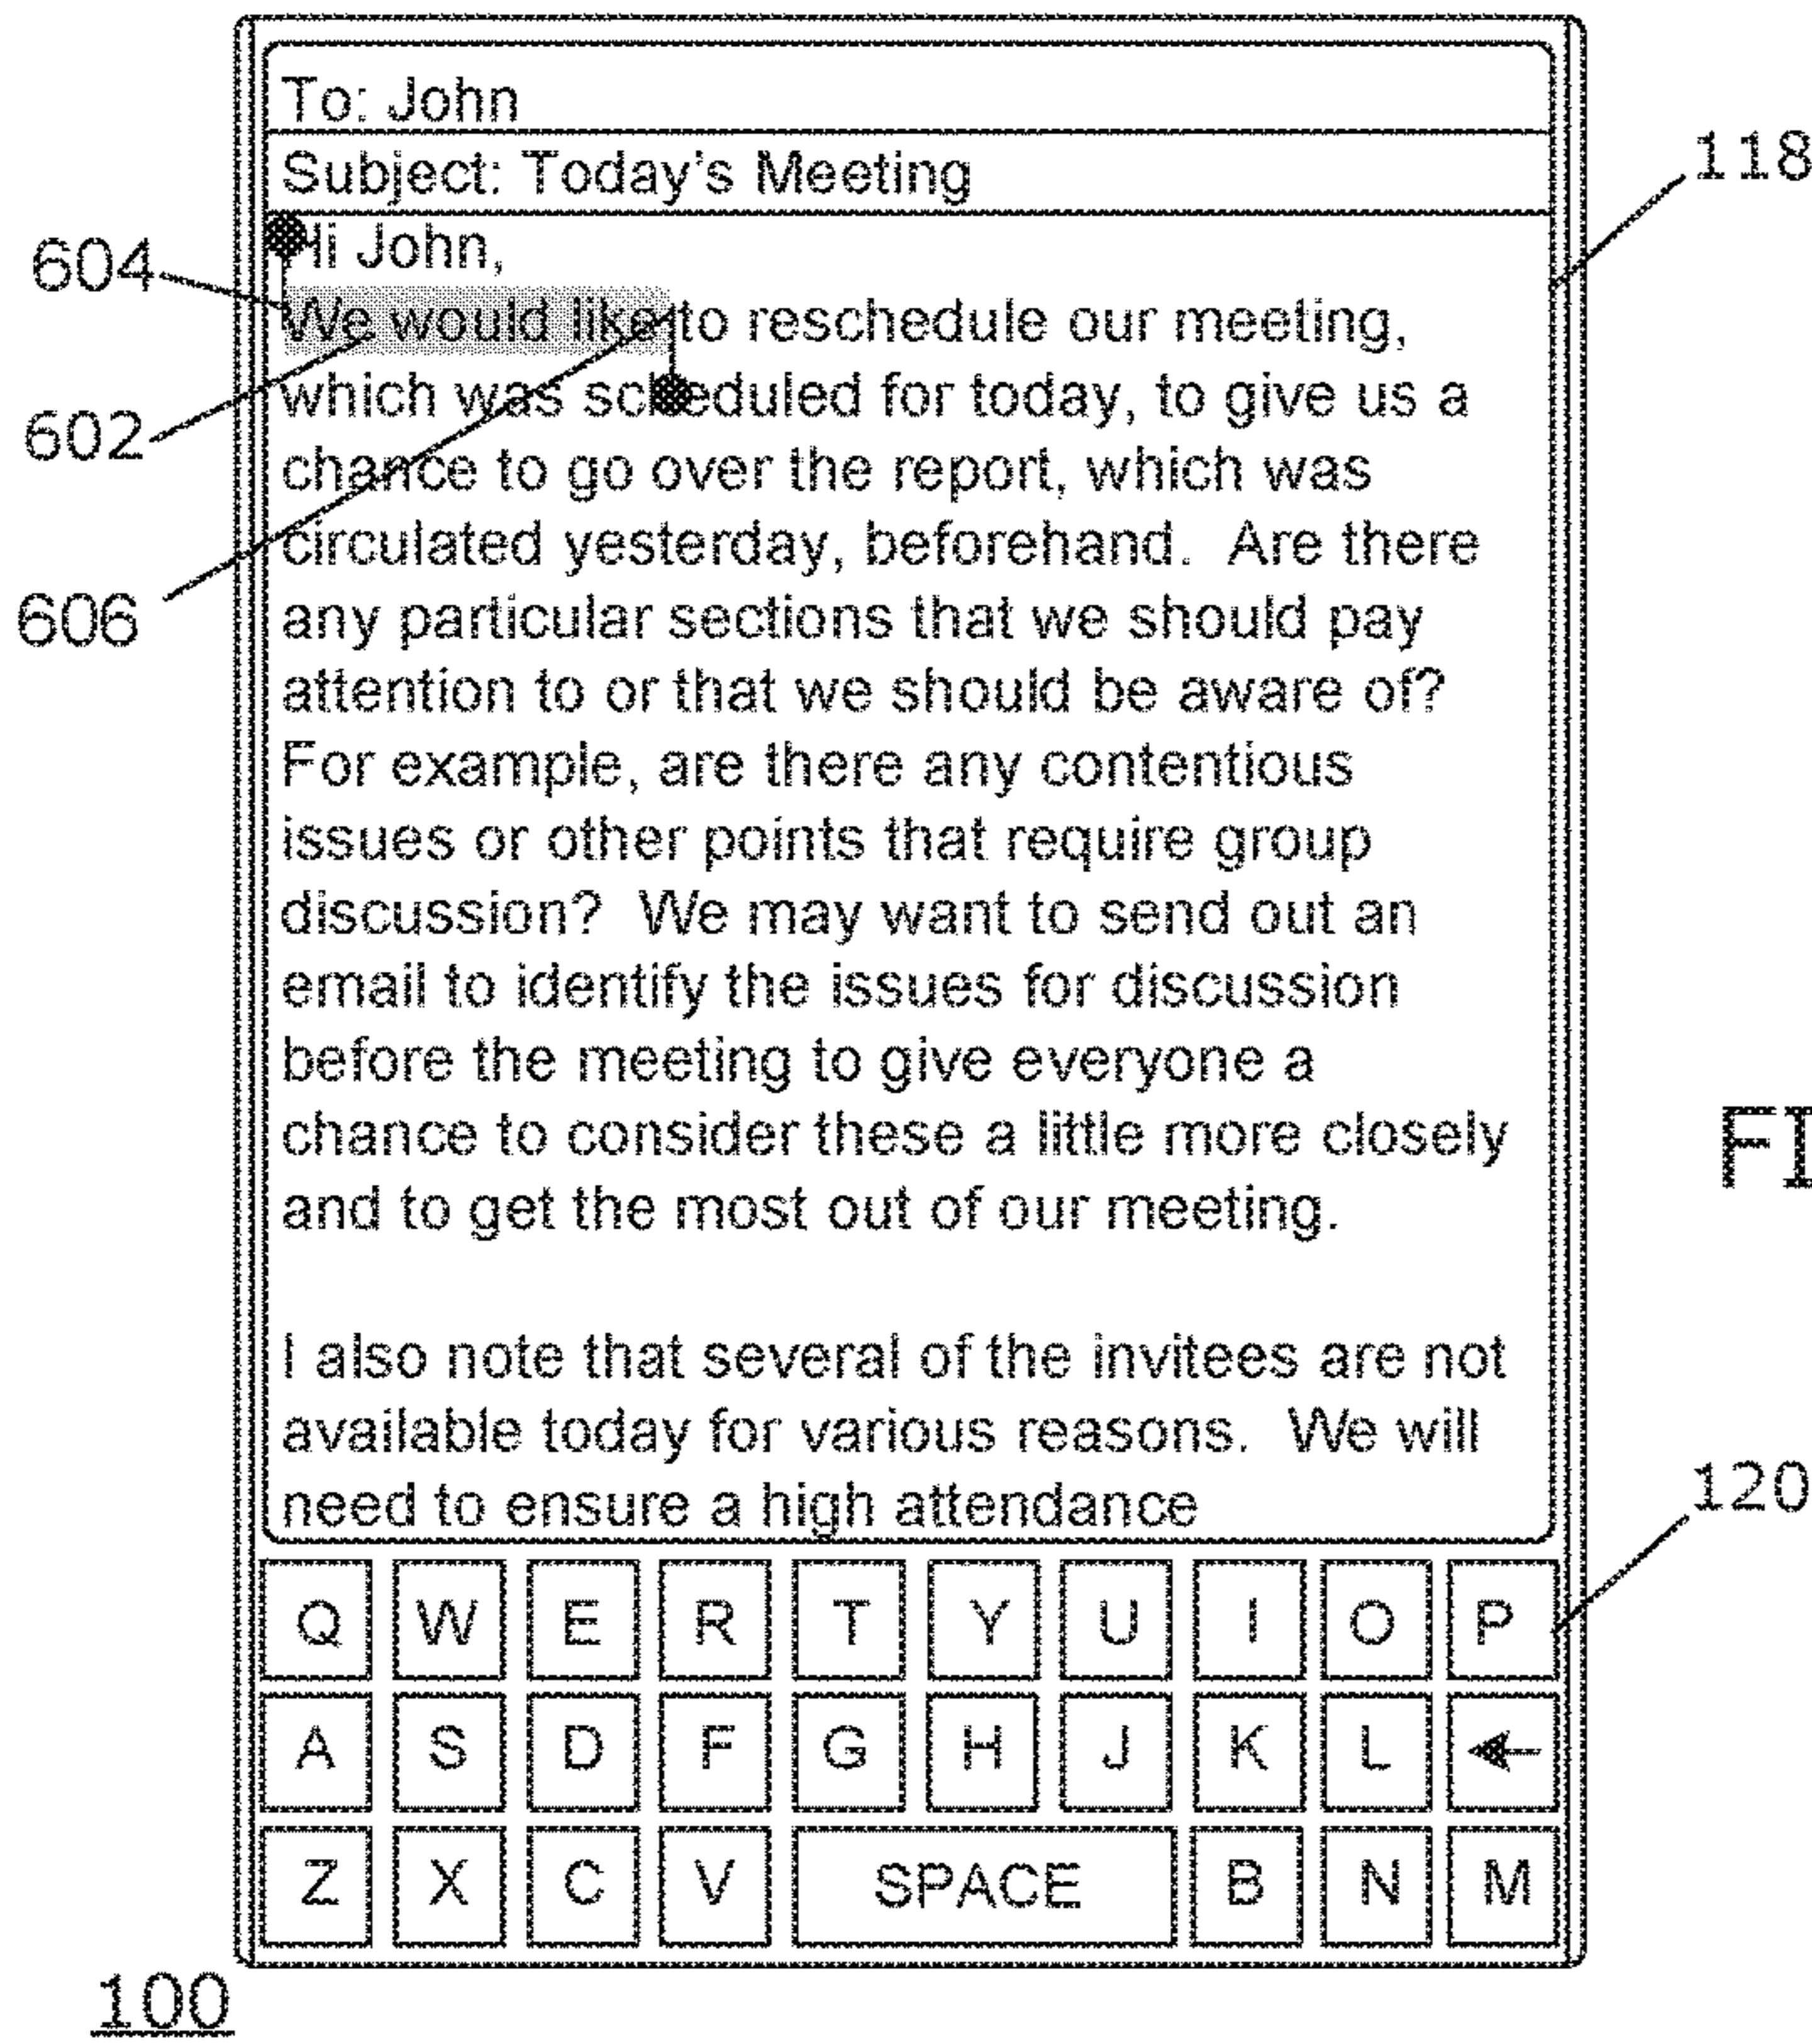 To: John
Subject: Today's Meeting
Hi John,
We would like to reschedule our meeting,
which was scheduled for today, to give us a
chance to go over the report, which was
circulated yesterday, beforehand.  Are there
any particular sections that we should pay
attention to or that we should be aware of?
For example, are there any contentious
issues or other points that require group
discussion?  We may want to send out an
email to identify the issues for discussion
before the meeting to give everyone a
chance to consider these a little more closely
and to get the most out of our meeting.
I also note that several of the invitees are not
available today for various reasons.  We will
need to ensure a high attendance
Q W E R T Y U I O P
A S D F G H J K L
Z X C V SPACE B N M
604
602
606
118
120
100
FI